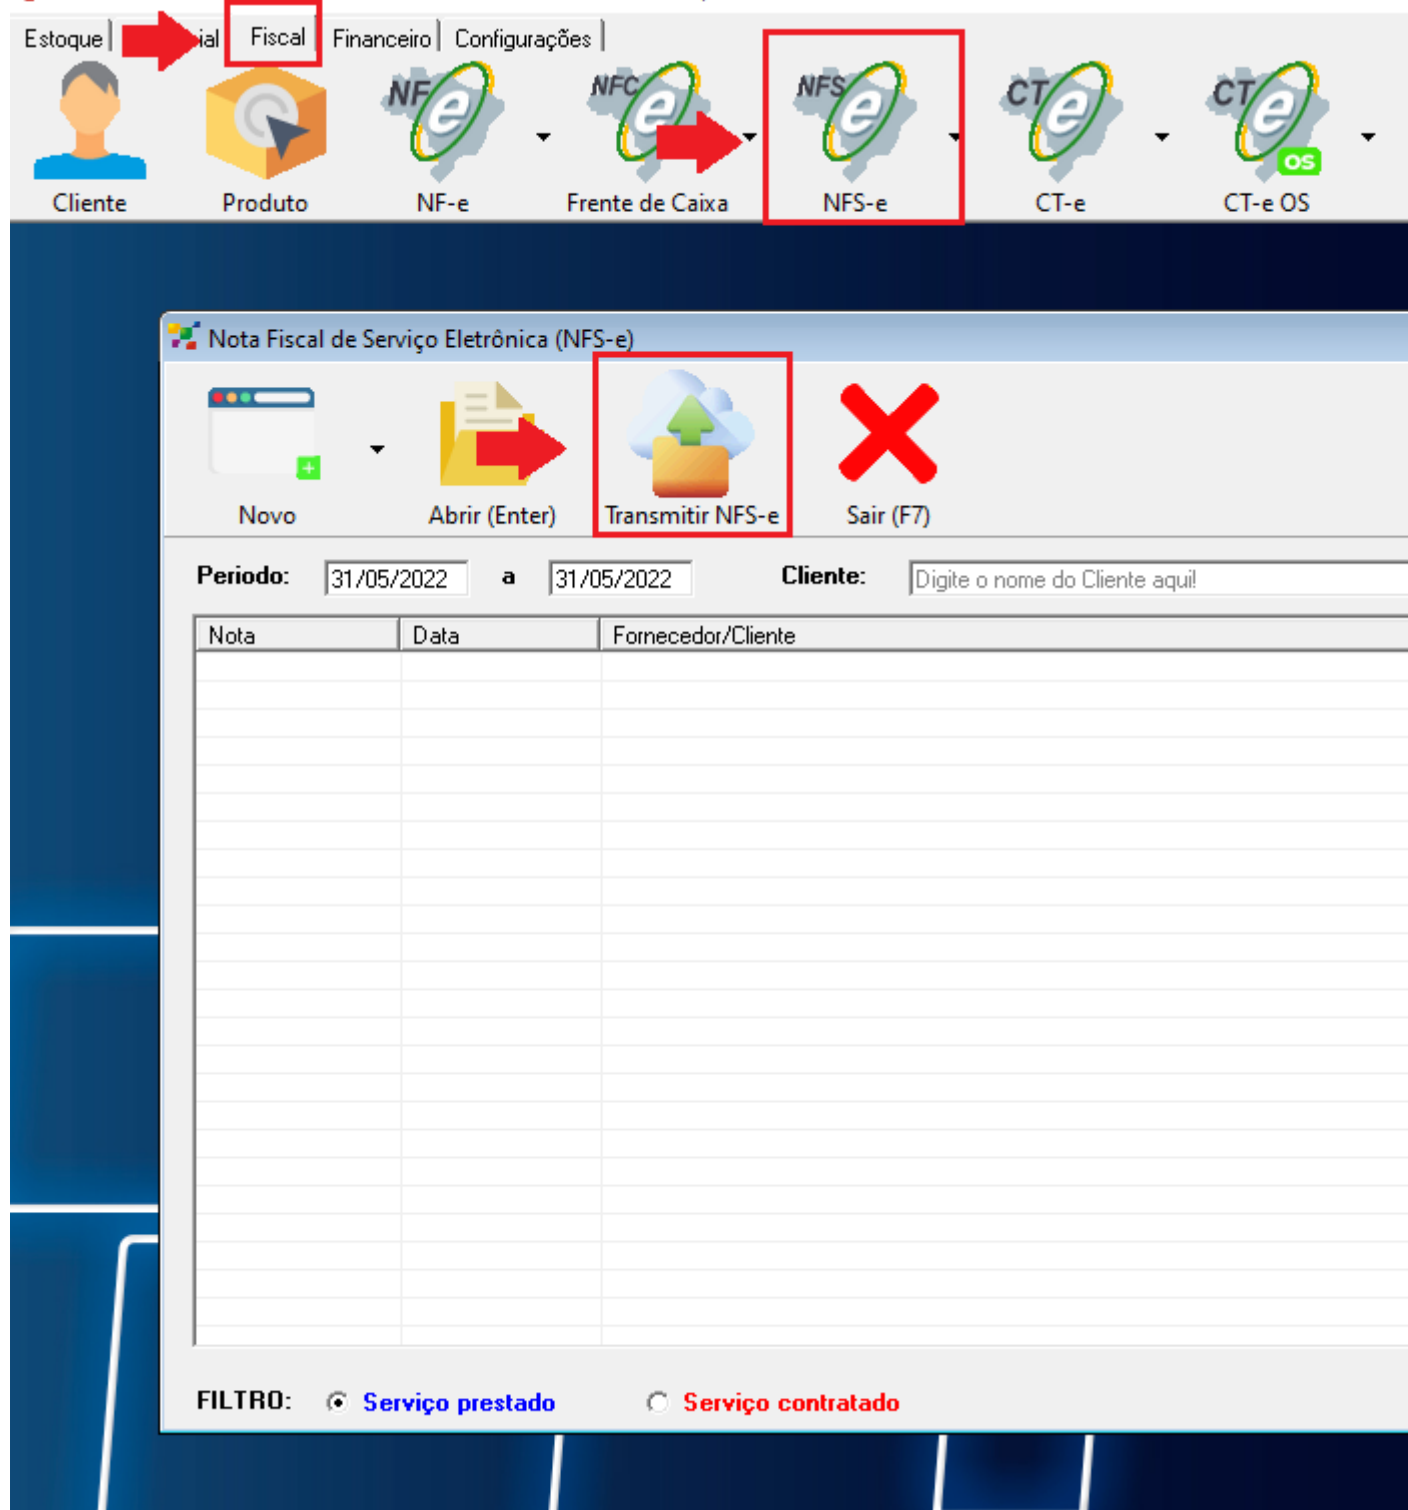 Estoque ial Fiscal Financeiro Configurações
NF e NFC e NFS e CT e CT e OS
Cliente Produto NF-e Frente de Caixa NFS-e CT-e CT-e OS
Nota Fiscal de Serviço Eletrônica (NFS-e)
Novo Abrir (Enter) Transmitir NFS-e Sair (F7)
Periodo: 31/05/2022 a 31/05/2022 Cliente: Digite o nome do Cliente aqui!
Nota Data Fornecedor/Cliente
FILTRO: Serviço prestado Serviço contratado